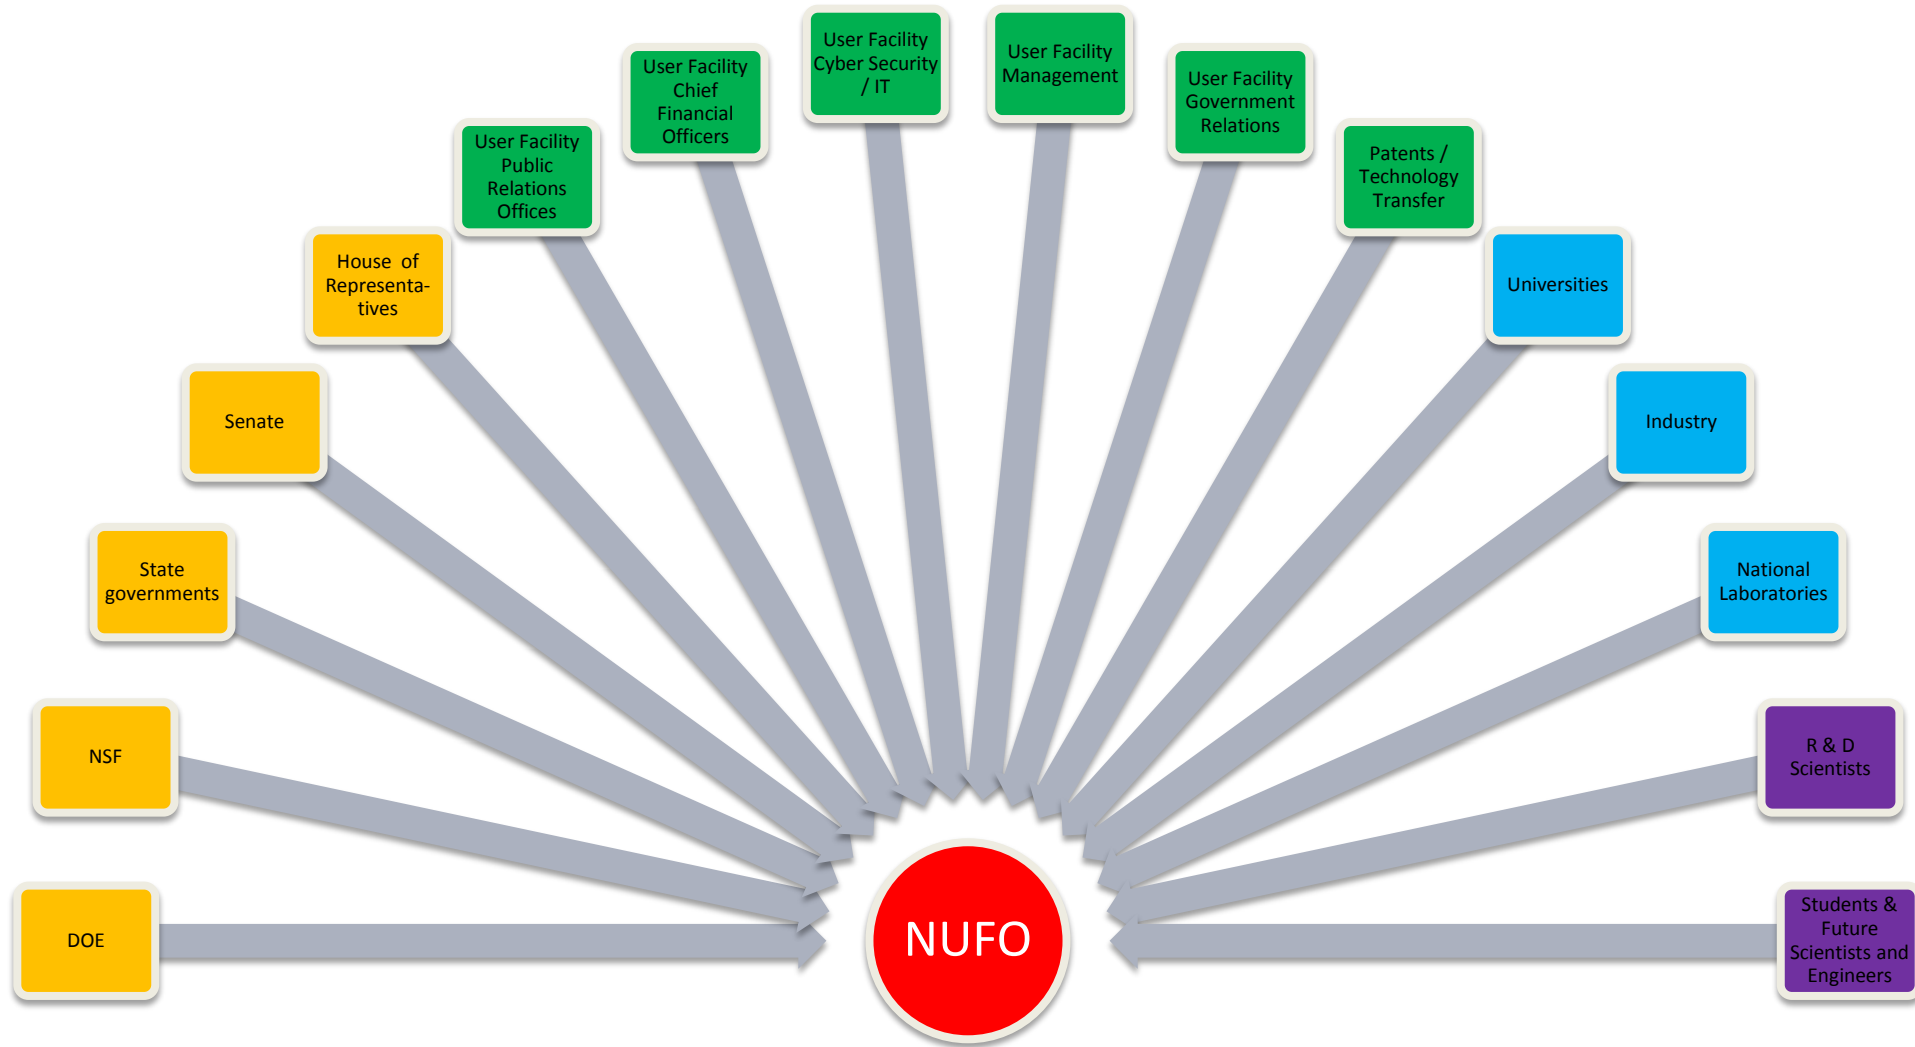 User Facility
Cyber Security
/ IT
User Facility
Management
User Facility
Chief
Financial
Officers
User Facility
Government
Relations
User Facility
Public
Relations
Offices
Patents /
Technology
Transfer
House of
Representa-
tives
Universities
Senate
Industry
State
governments
National
Laboratories
NSF
R & D
Scientists
DOE
NUFO
Students &
Future
Scientists and
Engineers